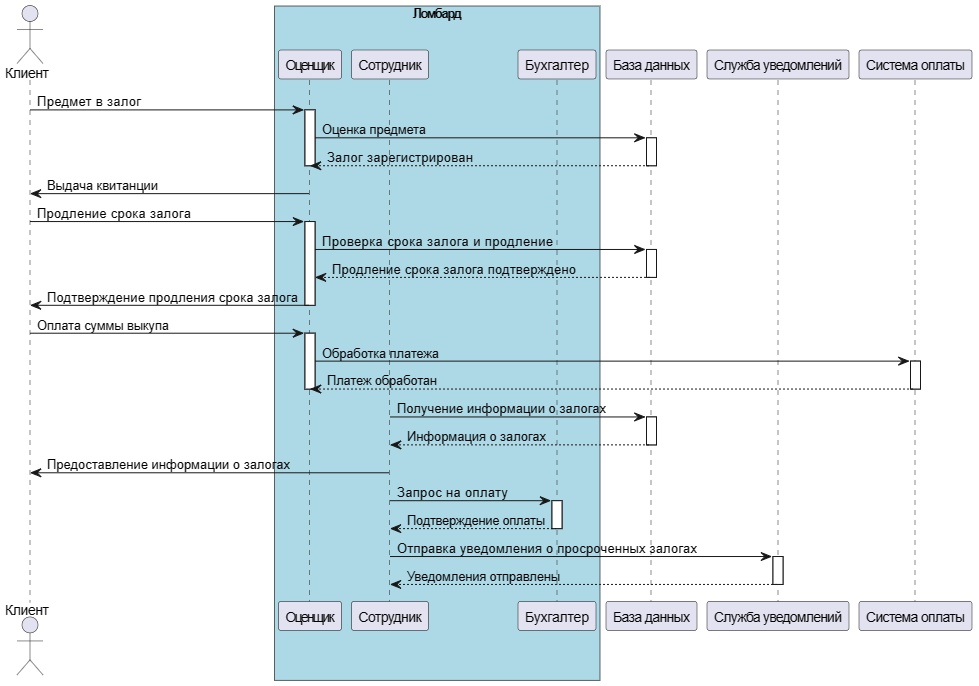 Ломбард
Клиент
Оценщик
Сотрудник
Бухгалтер
База данных
Служба уведомлений
Система оплаты
Предмет в залог
Оценка предмета
Залог зарегистрирован
Выдача квитанции
Продление срока залога
Проверка срока залога и продление
Продление срока залога подтверждено
Подтверждение продления срока залога
Оплата суммы выкупа
Обработка платежа
Платеж обработан
Получение информации о залогах
Информация о залогах
Предоставление информации о залогах
Запрос на оплату
Подтверждение оплаты
Отправка уведомления о просроченных залогах
Уведомления отправлены
Клиент
Оценщик
Сотрудник
Бухгалтер
База данных
Служба уведомлений
Система оплаты